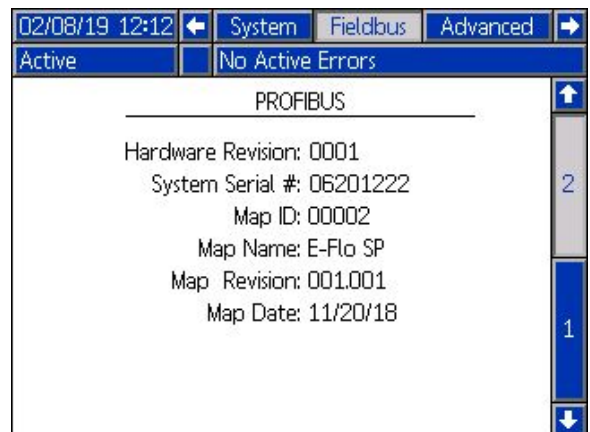 02/08/19 12:12 System Fieldbus Advanced
Active No Active Errors
PROFIBUS
Hardware Revision: 0001
System Serial #: 06201222
2
Map ID: 00002
Map Name: E-Flo SP
Map Revision: 001.001
Map Date: 11/20/18
1